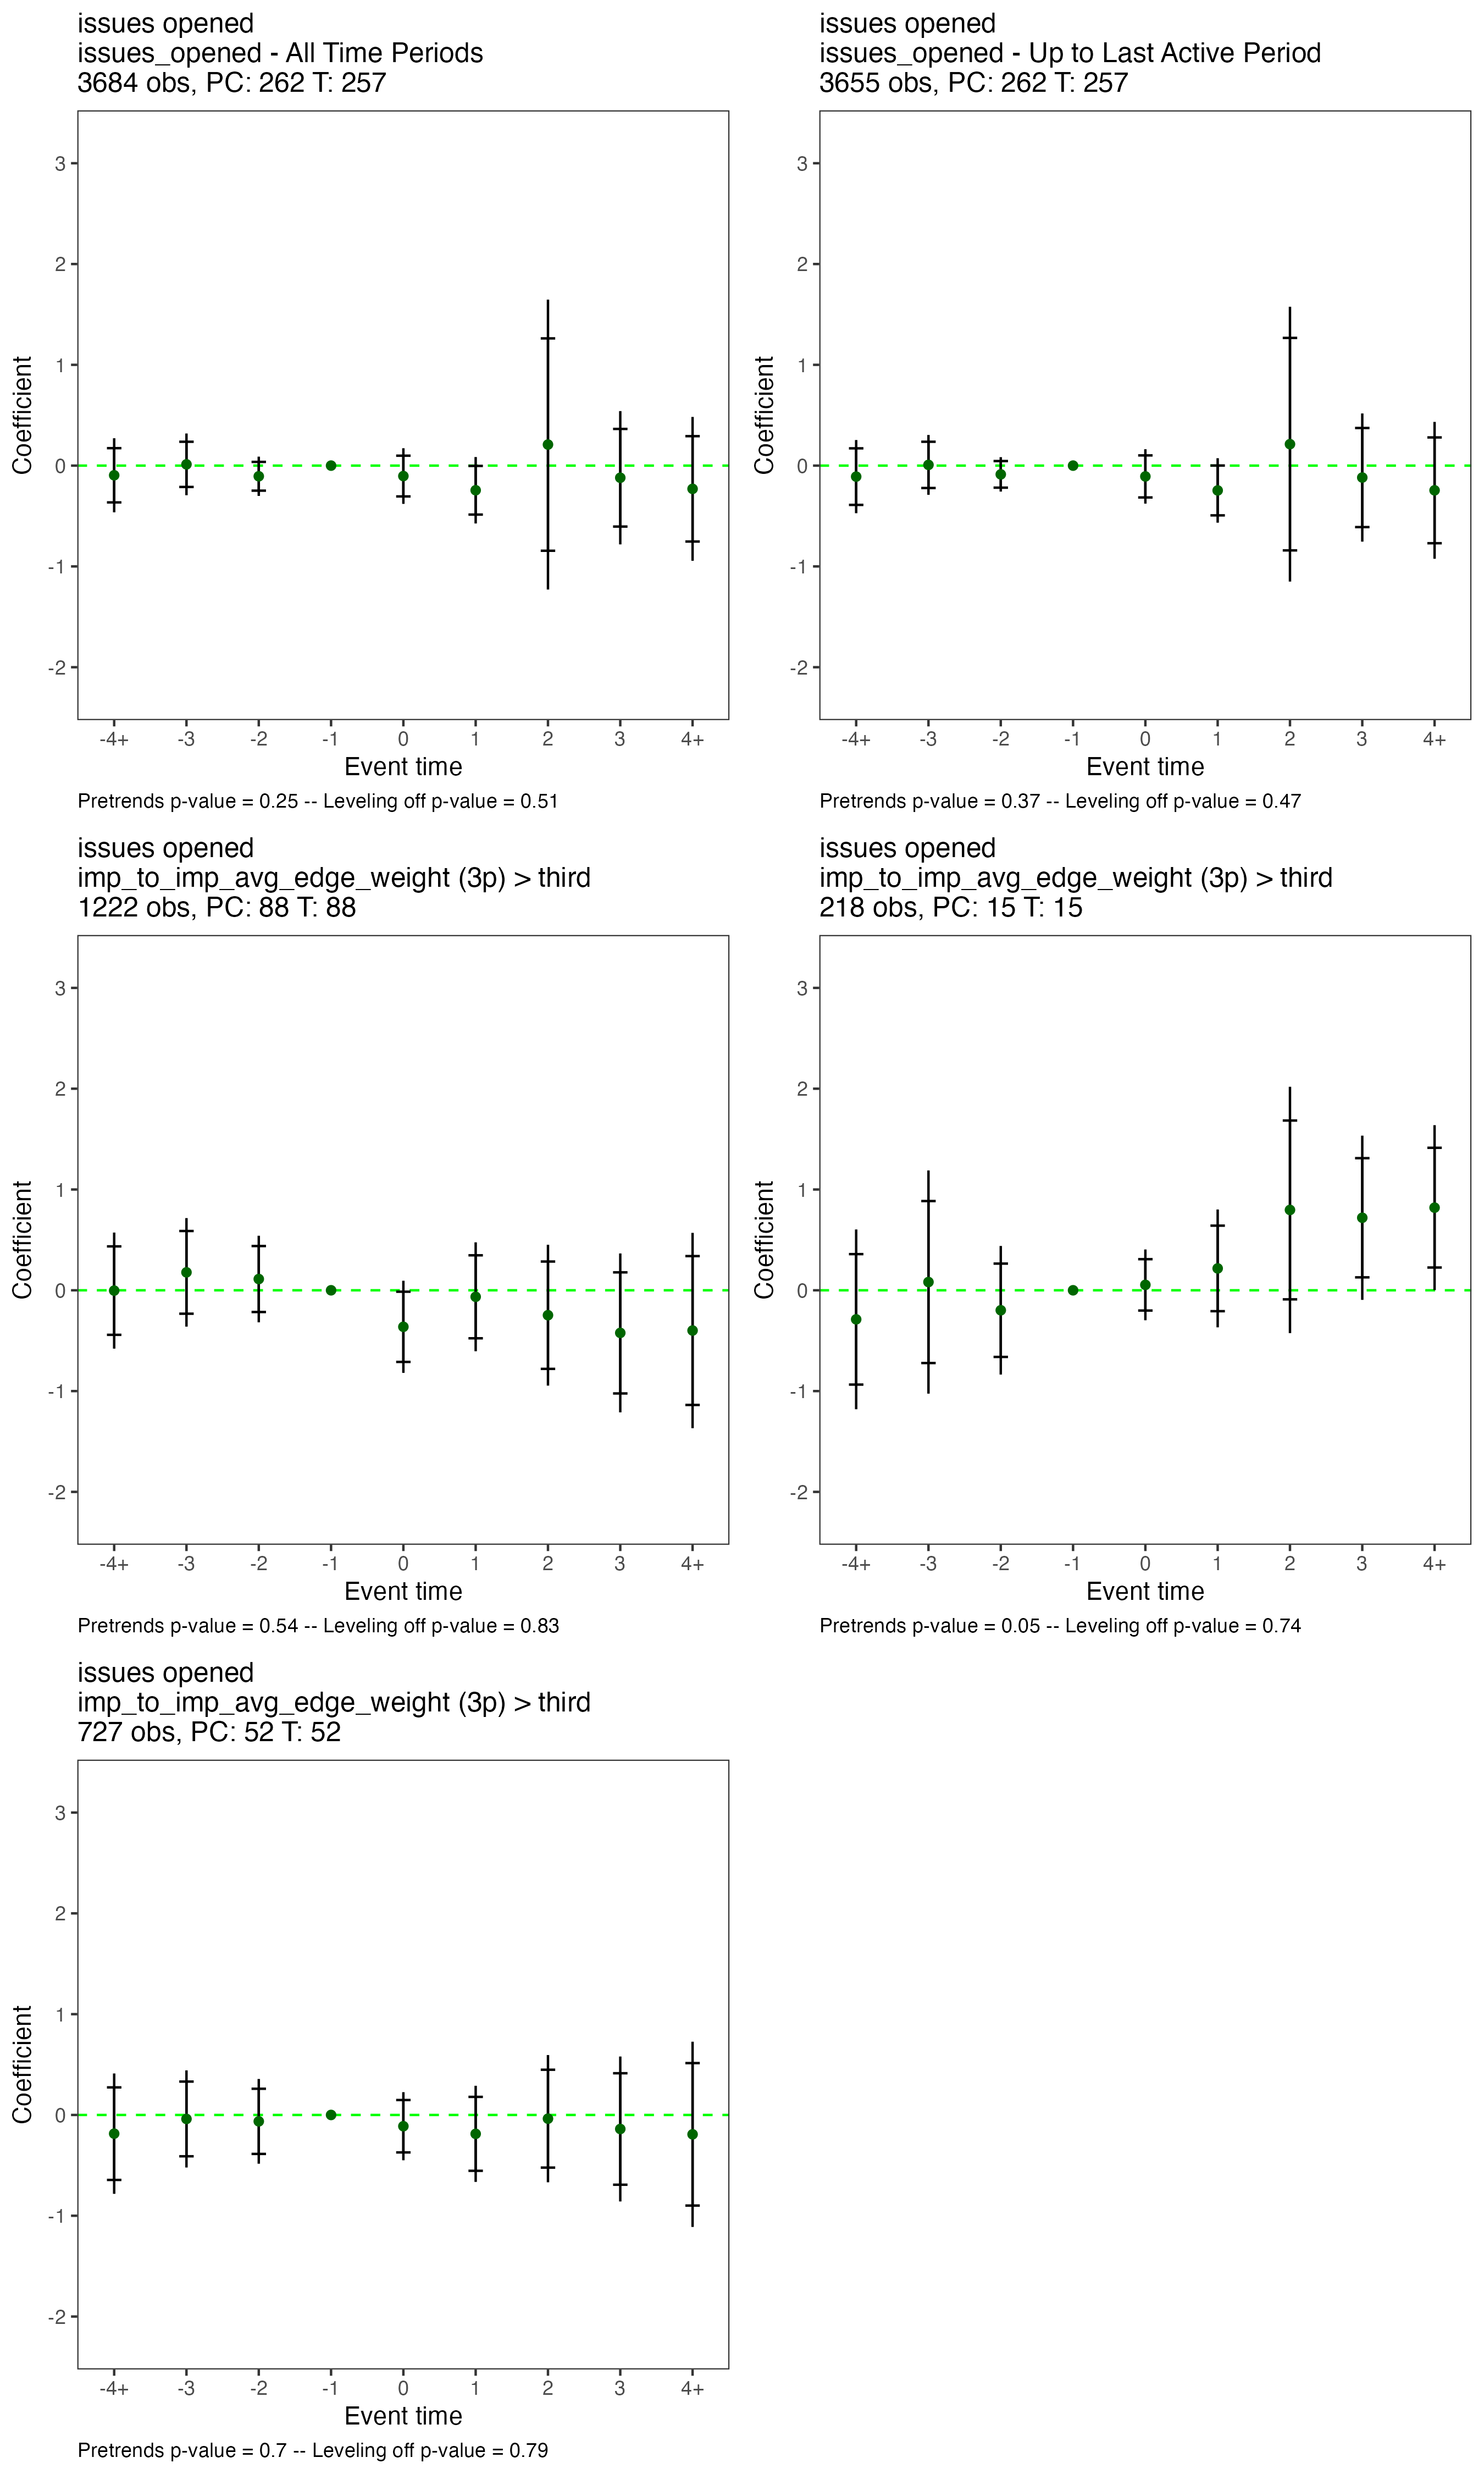 issues opened
issues_opened - All Time Periods
3684 obs, PC: 262 T: 257
Coefficient
3
2
1
0
-1
-2
-4+ -3 -2 -1 0 1 2 3 4+
Event time
Pretrends p-value = 0.25 -- Leveling off p-value = 0.51
issues opened
issues_opened - Up to Last Active Period
3655 obs, PC: 262 T: 257
Coefficient
3
2
1
0
-1
-2
-4+ -3 -2 -1 0 1 2 3 4+
Event time
Pretrends p-value = 0.37 -- Leveling off p-value = 0.47
issues opened
imp_to_imp_avg_edge_weight (3p) > third
1222 obs, PC: 88 T: 88
Coefficient
3
2
1
0
-1
-2
-4+ -3 -2 -1 0 1 2 3 4+
Event time
Pretrends p-value = 0.54 -- Leveling off p-value = 0.83
issues opened
imp_to_imp_avg_edge_weight (3p) > third
218 obs, PC: 15 T: 15
Coefficient
3
2
1
0
-1
-2
-4+ -3 -2 -1 0 1 2 3 4+
Event time
Pretrends p-value = 0.05 -- Leveling off p-value = 0.74
issues opened
imp_to_imp_avg_edge_weight (3p) > third
727 obs, PC: 52 T: 52
Coefficient
3
2
1
0
-1
-2
-4+ -3 -2 -1 0 1 2 3 4+
Event time
Pretrends p-value = 0.7 -- Leveling off p-value = 0.79